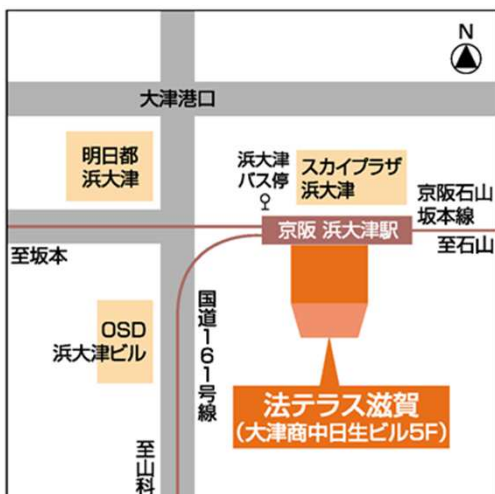 N
大津港口
明日都
浜大津
浜大津
バス停
スカイプラザ
浜大津
京阪石山
坂本線
京阪 浜大津駅
至坂本
至石山
国道161号線
OSD
浜大津ビル
法テラス滋賀
(大津商中日生ビル5F)
至山科